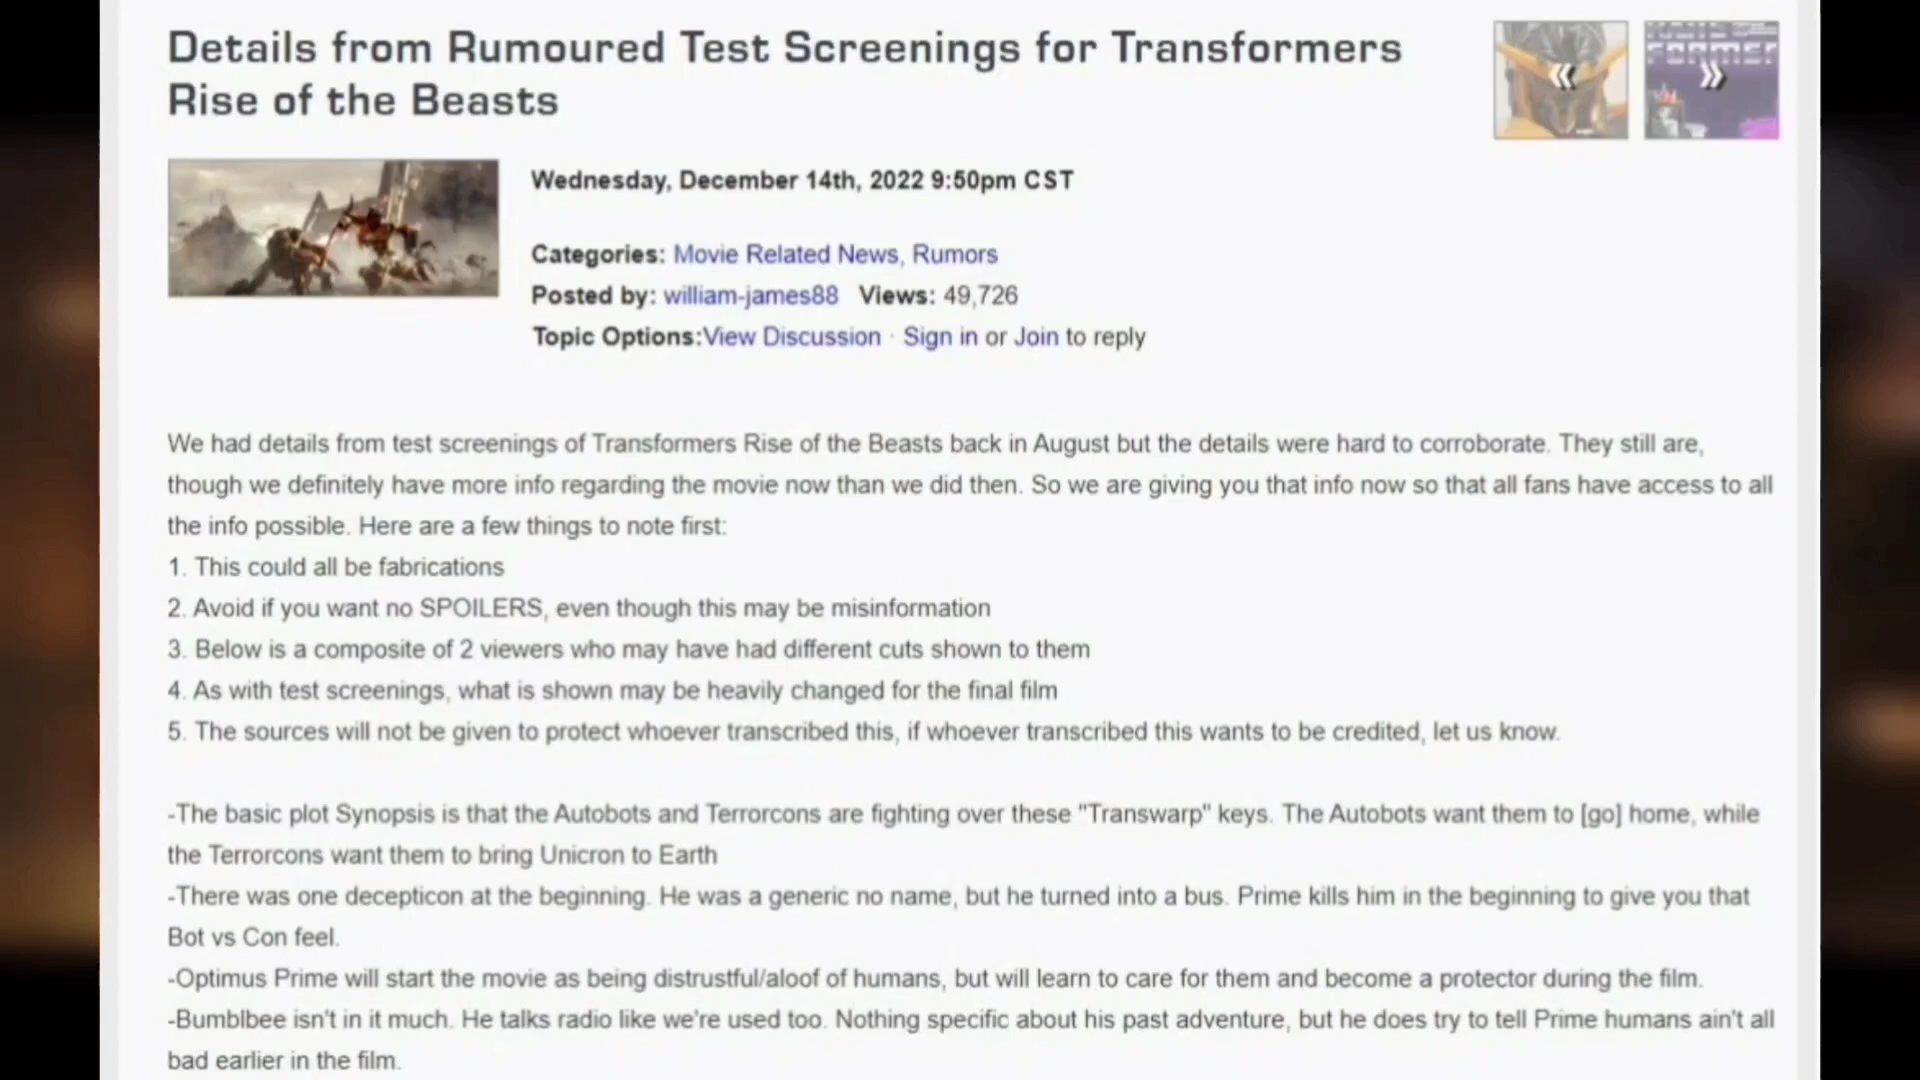 Details from Rumoured Test Screenings for Transformers
Rise of the Beasts
Wednesday, December 14th, 2022 9:50pm CST
Categories: Movie Related News, Rumors
Posted by: william-james88 Views: 49,726
Topic Options:View Discussion · Sign in or Join to reply
We had details from test screenings of Transformers Rise of the Beasts back in August but the details were hard to corroborate. They still are,
though we definitely have more info regarding the movie now than we did then. So we are giving you that info now so that all fans have access to all
the info possible. Here are a few things to note first:
1. This could all be fabrications
2. Avoid if you want no SPOILERS, even though this may be misinformation
3. Below is a composite of 2 viewers who may have had different cuts shown to them
4. As with test screenings, what is shown may be heavily changed for the final film
5. The sources will not be given to protect whoever transcribed this, if whoever transcribed this wants to be credited, let us know.
-The basic plot Synopsis is that the Autobots and Terrorcons are fighting over these "Transwarp" keys. The Autobots want them to [go] home, while
the Terrorcons want them to bring Unicron to Earth
-There was one decepticon at the beginning. He was a generic no name, but he turned into a bus. Prime kills him in the beginning to give you that
Bot vs Con feel.
-Optimus Prime will start the movie as being distrustful/aloof of humans, but will learn to care for them and become a protector during the film.
-Bumblbee isn't in it much. He talks radio like we're used too. Nothing specific about his past adventure, but he does try to tell Prime humans ain't all
bad earlier in the film.